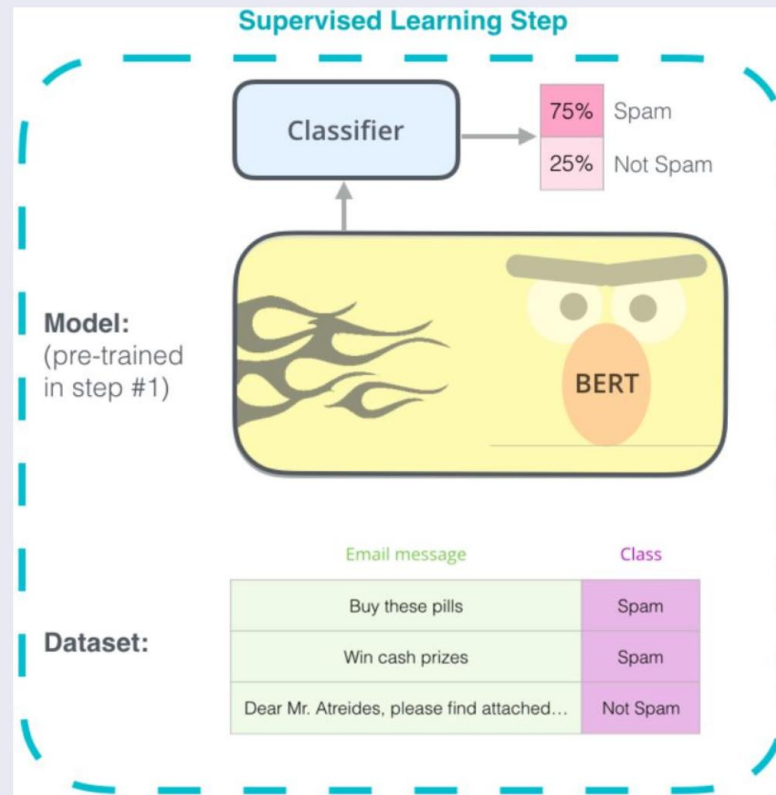 Supervised Learning Step
Classifier
75% Spam
25% Not Spam
Model:
(pre-trained
in step #1)
BERT
Email message Class
Dataset:
Buy these pills Spam
Win cash prizes Spam
Dear Mr. Atreides, please find attached... Not Spam